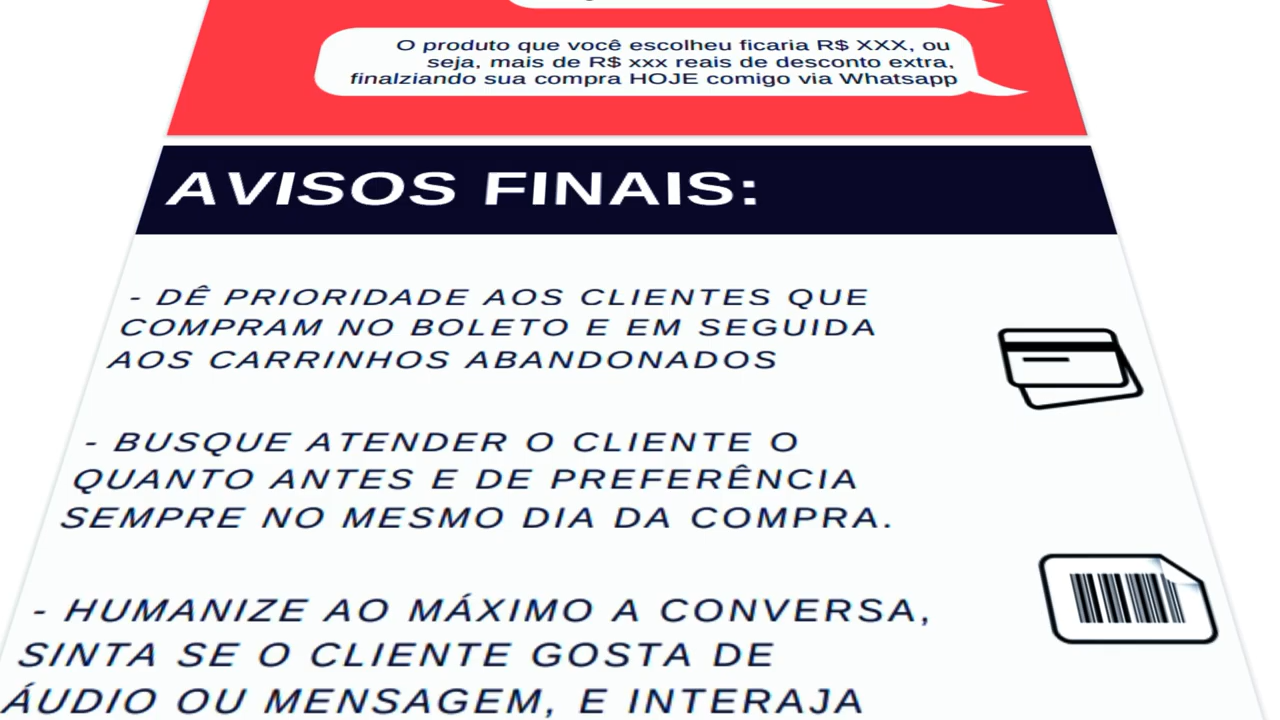 O produto que você escolheu ficaria R$ XXX, ou
seja, mais de R$ xxx reais de desconto extra,
finalziando sua compra HOJE comigo via Whatsapp
AVISOS FINAIS:
- DÊ PRIORIDADE AOS CLIENTES QUE
COMPRAM NO BOLETO E EM SEGUIDA
AOS CARRINHOS ABANDONADOS
- BUSQUE ATENDER O CLIENTE O
QUANTO ANTES E DE PREFERÊNCIA
SEMPRE NO MESMO DIA DA COMPRA.
- HUMANIZE AO MÁXIMO A CONVERSA,
SINTA SE O CLIENTE GOSTA DE
ÁUDIO OU MENSAGEM, E INTERAJA